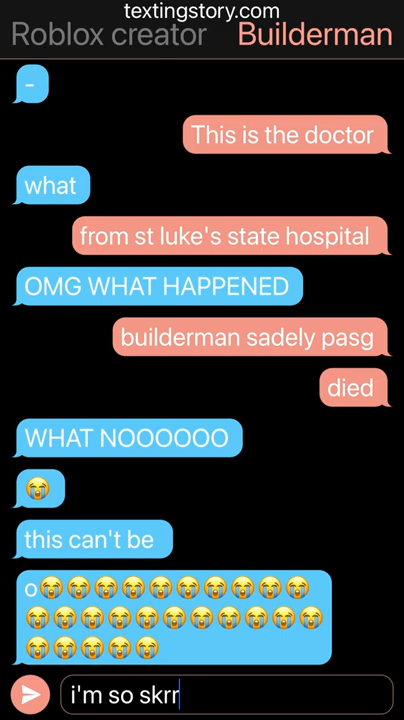 textingstory.com
Roblox creator Builderman
-
This is the doctor
what
from st luke's state hospital
OMG WHAT HAPPENED
builderman sadely pasg
died
WHAT NOOOOOO
😭
this can't be
o😭😭😭😭😭😭😭😭😭😭
😭😭😭😭😭😭😭😭😭😭😭
😭😭😭😭😭
i'm so skrr